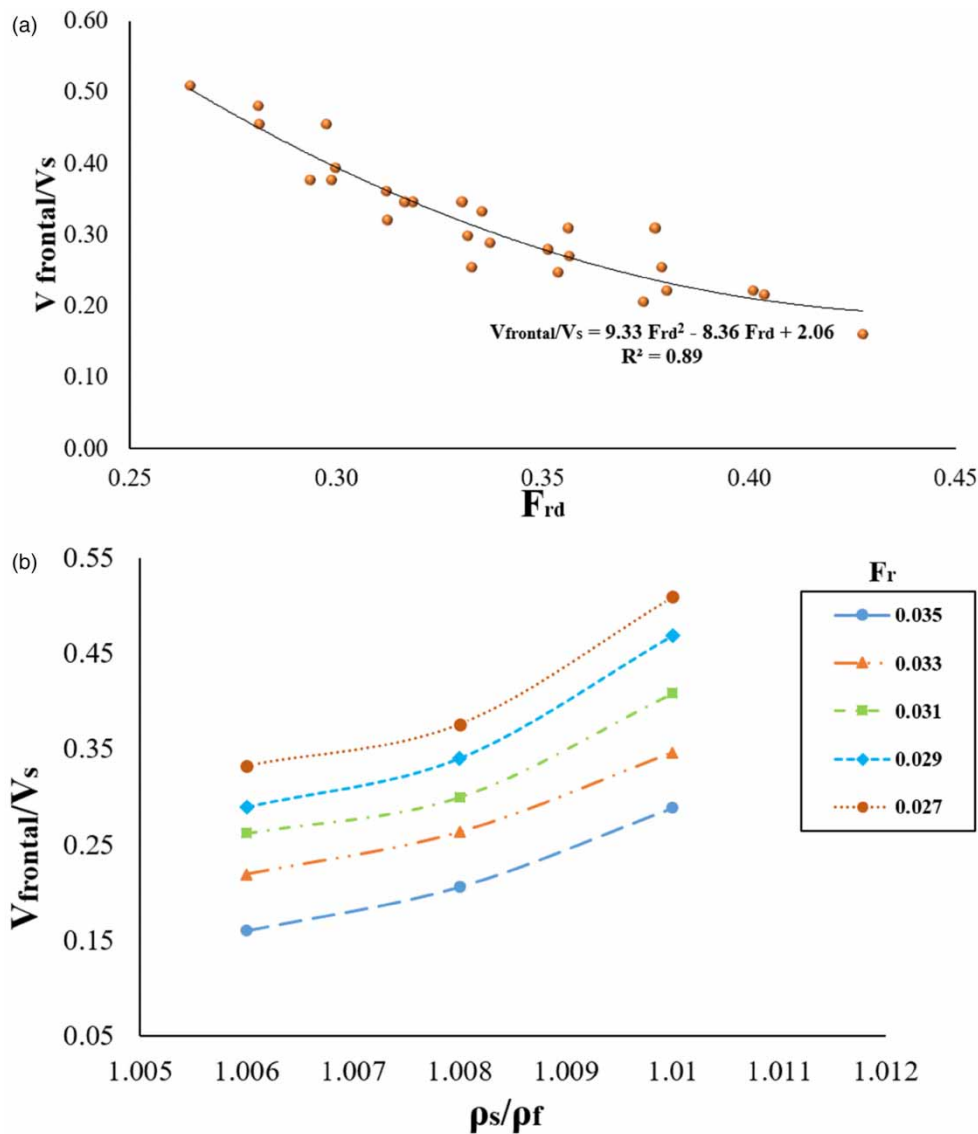 (a)
0.60
0.50
0.40
0.30
0.20
0.10
0.00
V frontal/Vs
Vfrontal/Vs = 9.33 Frd² - 8.36 Frd + 2.06
R² = 0.89
0.25 0.30 0.35 0.40 0.45
Frd
(b)
0.55
0.45
0.35
0.25
0.15
0.05
Vfrontal/Vs
Fr
0.035
0.033
0.031
0.029
0.027
1.005 1.006 1.007 1.008 1.009 1.01 1.011 1.012
ρs/ρf